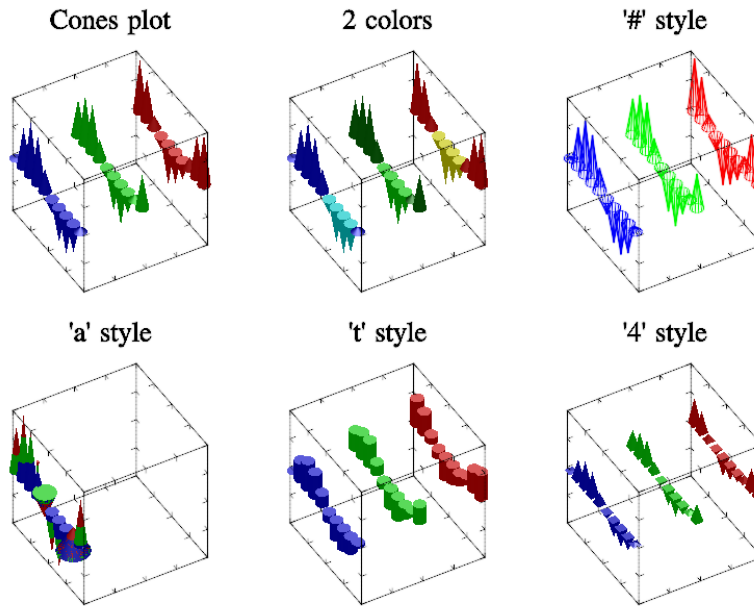 Cones plot
2 colors
'#' style
'a' style
't' style
'4' style